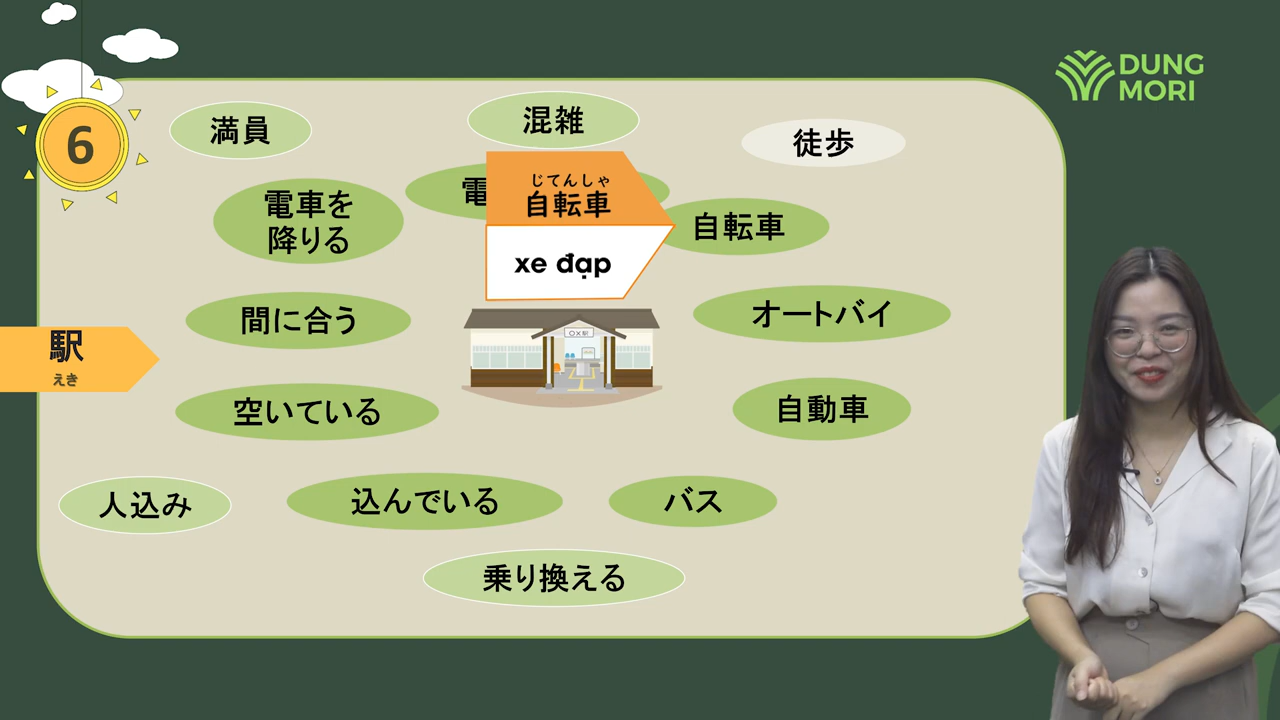 DUNG
MORI
6
満員
混雑
徒歩
電車を
降りる
電
じてんしゃ
自転車
xe đạp
自転車
間に合う
オートバイ
駅
えき
空いている
自動車
人込み
込んでいる
バス
乗り換える